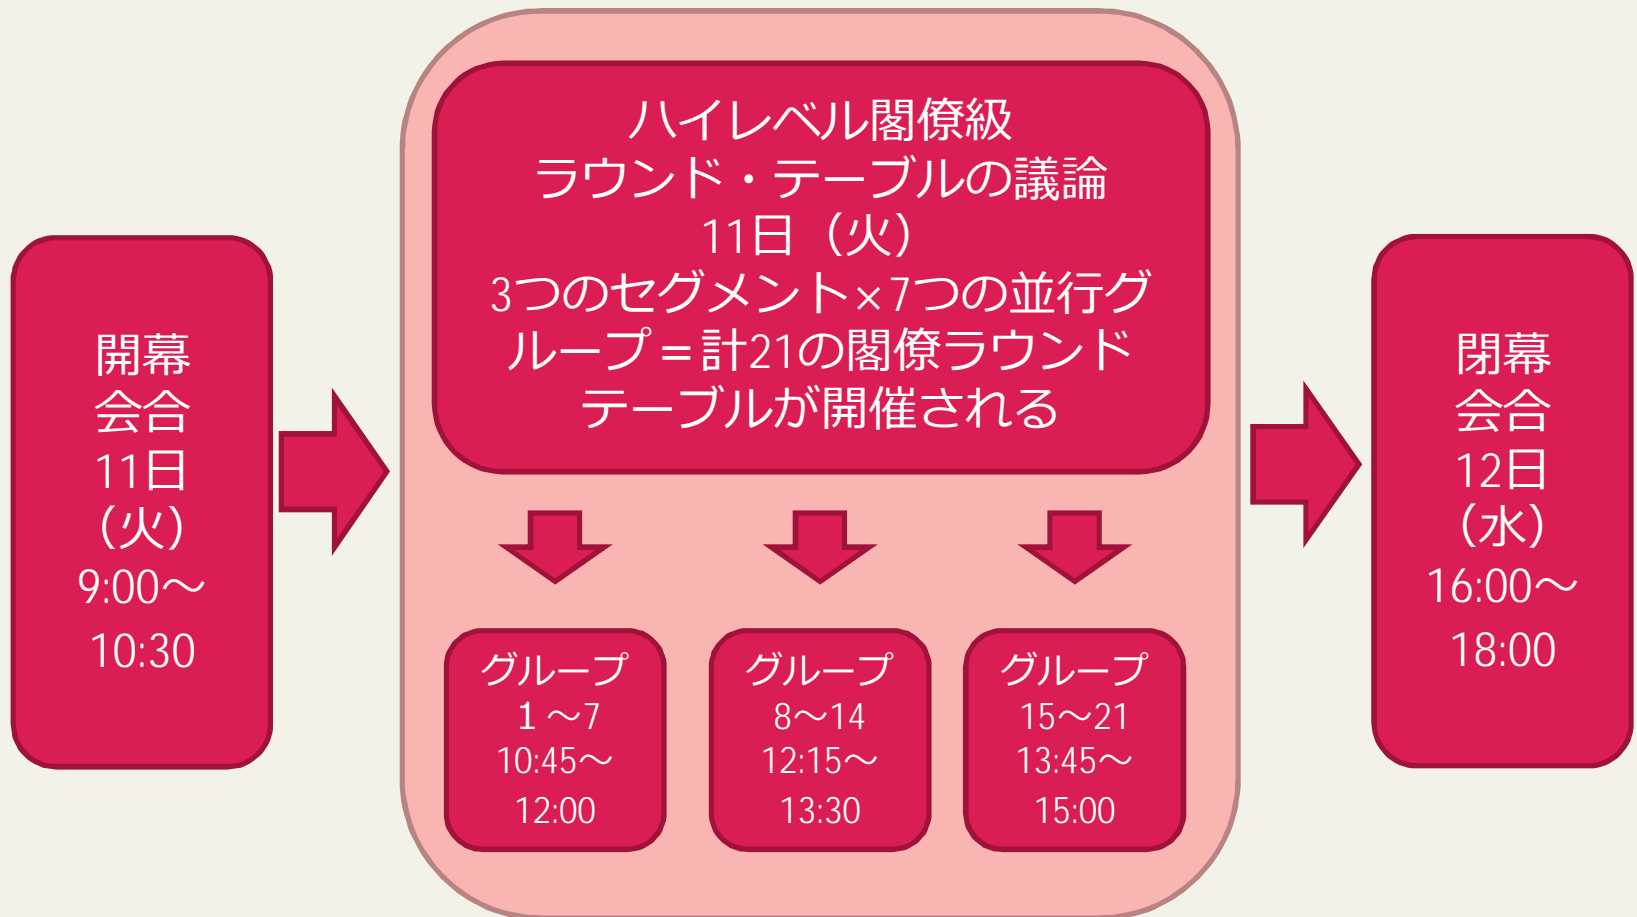 開幕
会合
11日
（火）
9:00～
10:30
ハイレベル閣僚級
ラウンド・テーブルの議論
11日（火）
3つのセグメント×7つの並行グ
ループ＝計21の閣僚ラウンド
テーブルが開催される
グループ
１～7
10:45～
12:00
グループ
8～14
12:15～
13:30
グループ
15～21
13:45～
15:00
閉幕
会合
12日
（水）
16:00～
18:00